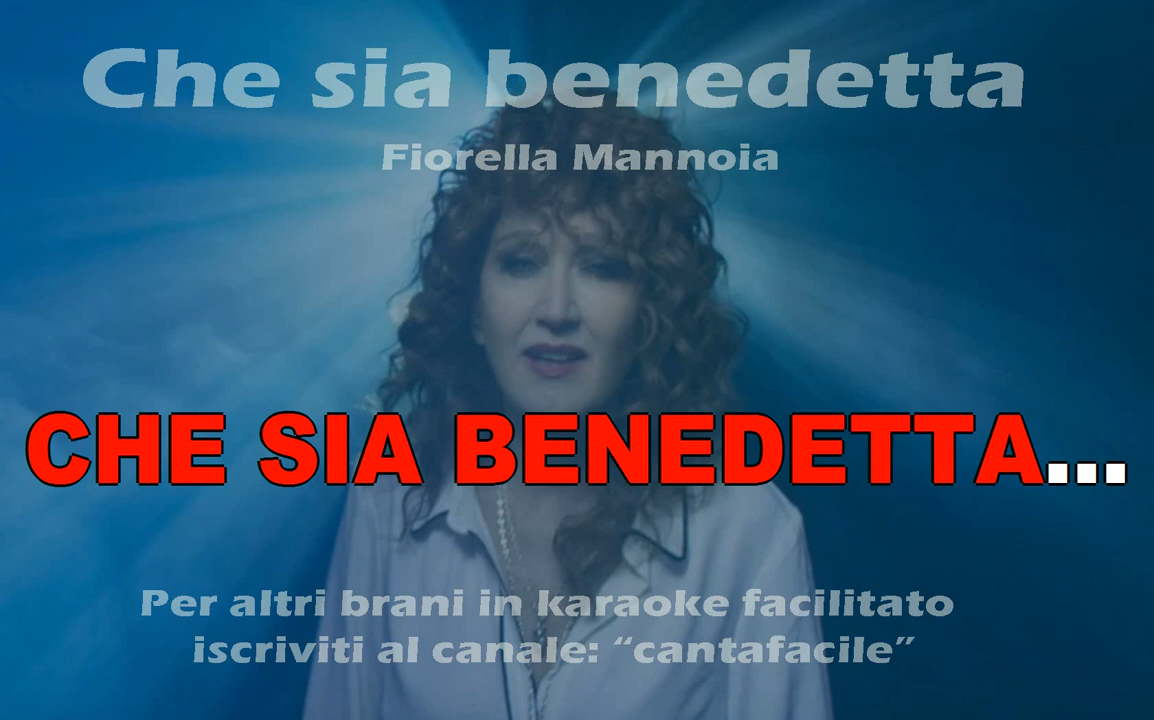 Che sia benedetta
Fiorella Mannoia
CHE SIA BENEDETTA...
Per altri brani in karaoke facilitato
iscriviti al canale: “cantafacile”